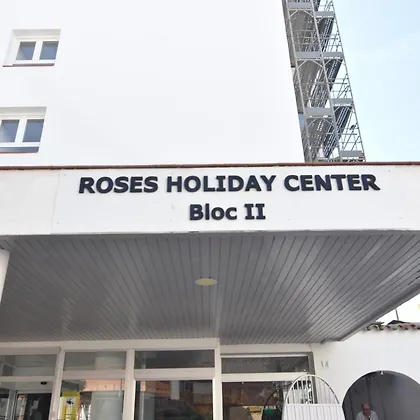 ROSES HOLIDAY CENTER
Bloc II